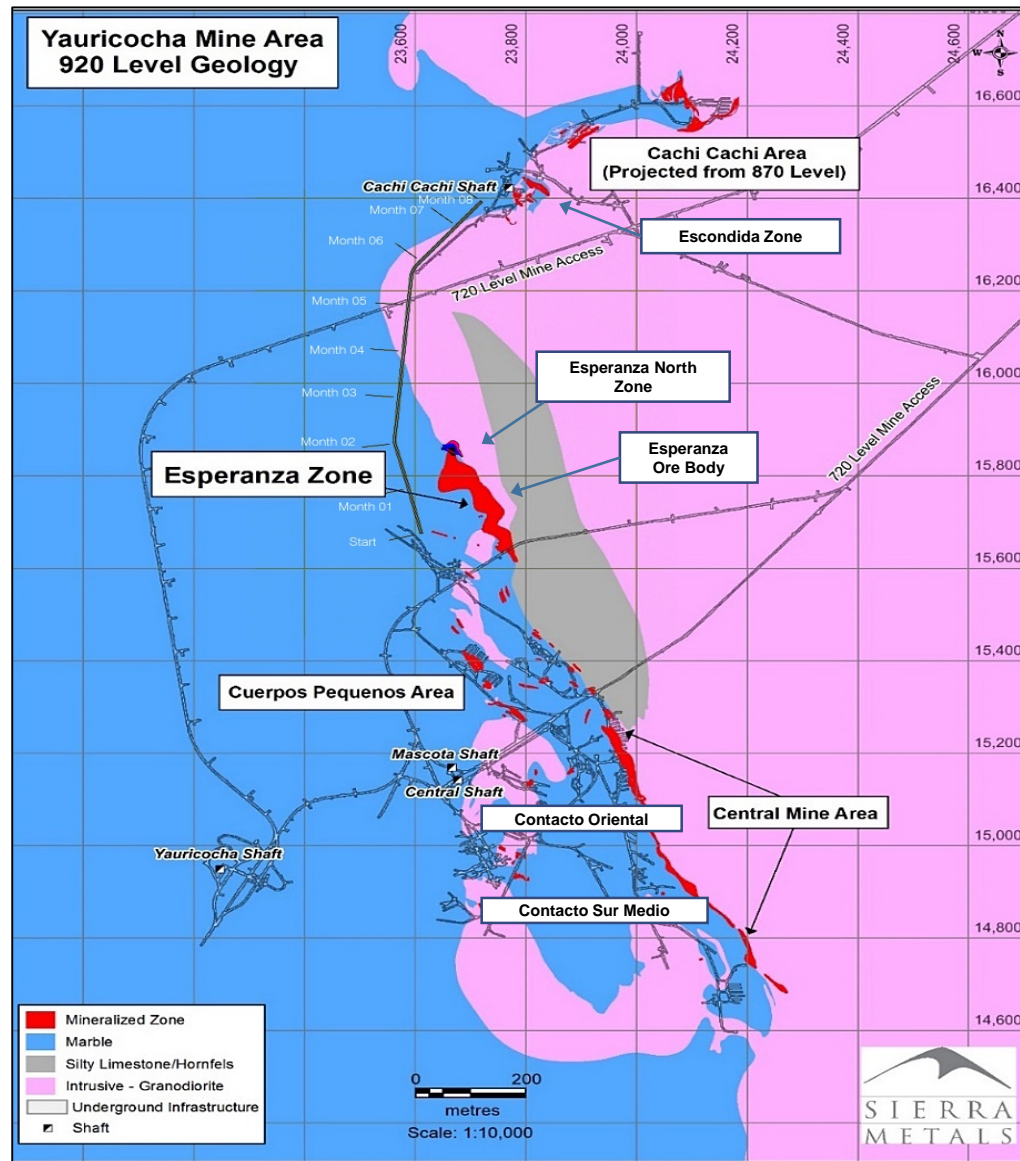 Yauricocha Mine Area
920 Level Geology
23,600
23,800
24,000
24,200
24,400
24,600
N
W
E
S
16,600
Cachi Cachi Area
(Projected from 870 Level)
Cachi Cachi Shaft
16,400
Month 08
Month 07
Escondida Zone
Month 06
720 Level Mine Access
16,200
Month 05
Month 04
16,000
Esperanza North
Zone
Month 03
720 Level Mine Access
Month 02
Esperanza
Ore Body
15,800
Esperanza Zone
Month 01
Start
15,600
15,400
Cuerpos Pequenos Area
15,200
Mascota Shaft
Central Shaft
Central Mine Area
Contacto Oriental
15,000
Yauricocha Shaft
Contacto Sur Medio
14,800
14,600
Mineralized Zone
Marble
Silty Limestone/Hornfels
Intrusive - Granodiorite
Underground Infrastructure
Shaft
0
200
metres
Scale: 1:10,000
SIERRA
METALS